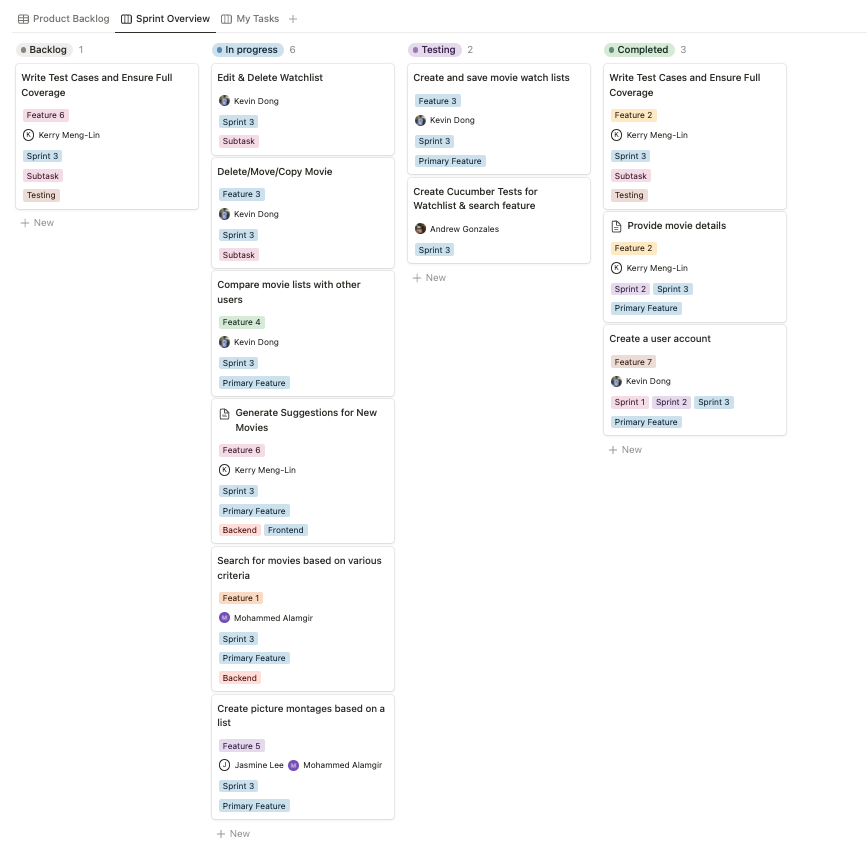 Product Backlog Sprint Overview My Tasks +
Backlog 1
Write Test Cases and Ensure Full
Coverage
Feature 6
K Kerry Meng-Lin
Sprint 3
Subtask
Testing
+ New
In progress 6
Edit & Delete Watchlist
Kevin Dong
Sprint 3
Subtask
Delete/Move/Copy Movie
Feature 3
Kevin Dong
Sprint 3
Subtask
Compare movie lists with other
users
Feature 4
Kevin Dong
Sprint 3
Primary Feature
Generate Suggestions for New
Movies
Feature 6
K Kerry Meng-Lin
Sprint 3
Primary Feature
Backend Frontend
Search for movies based on various
criteria
Feature 1
M Mohammed Alamgir
Sprint 3
Primary Feature
Backend
Create picture montages based on a
list
Feature 5
J Jasmine Lee M Mohammed Alamgir
Sprint 3
Primary Feature
+ New
Testing 2
Create and save movie watch lists
Feature 3
Kevin Dong
Sprint 3
Primary Feature
Create Cucumber Tests for
Watchlist & search feature
Andrew Gonzales
Sprint 3
+ New
Completed 3
Write Test Cases and Ensure Full
Coverage
Feature 2
K Kerry Meng-Lin
Sprint 3
Subtask
Testing
Provide movie details
Feature 2
K Kerry Meng-Lin
Sprint 2 Sprint 3
Primary Feature
Create a user account
Feature 7
Kevin Dong
Sprint 1 Sprint 2 Sprint 3
Primary Feature
+ New